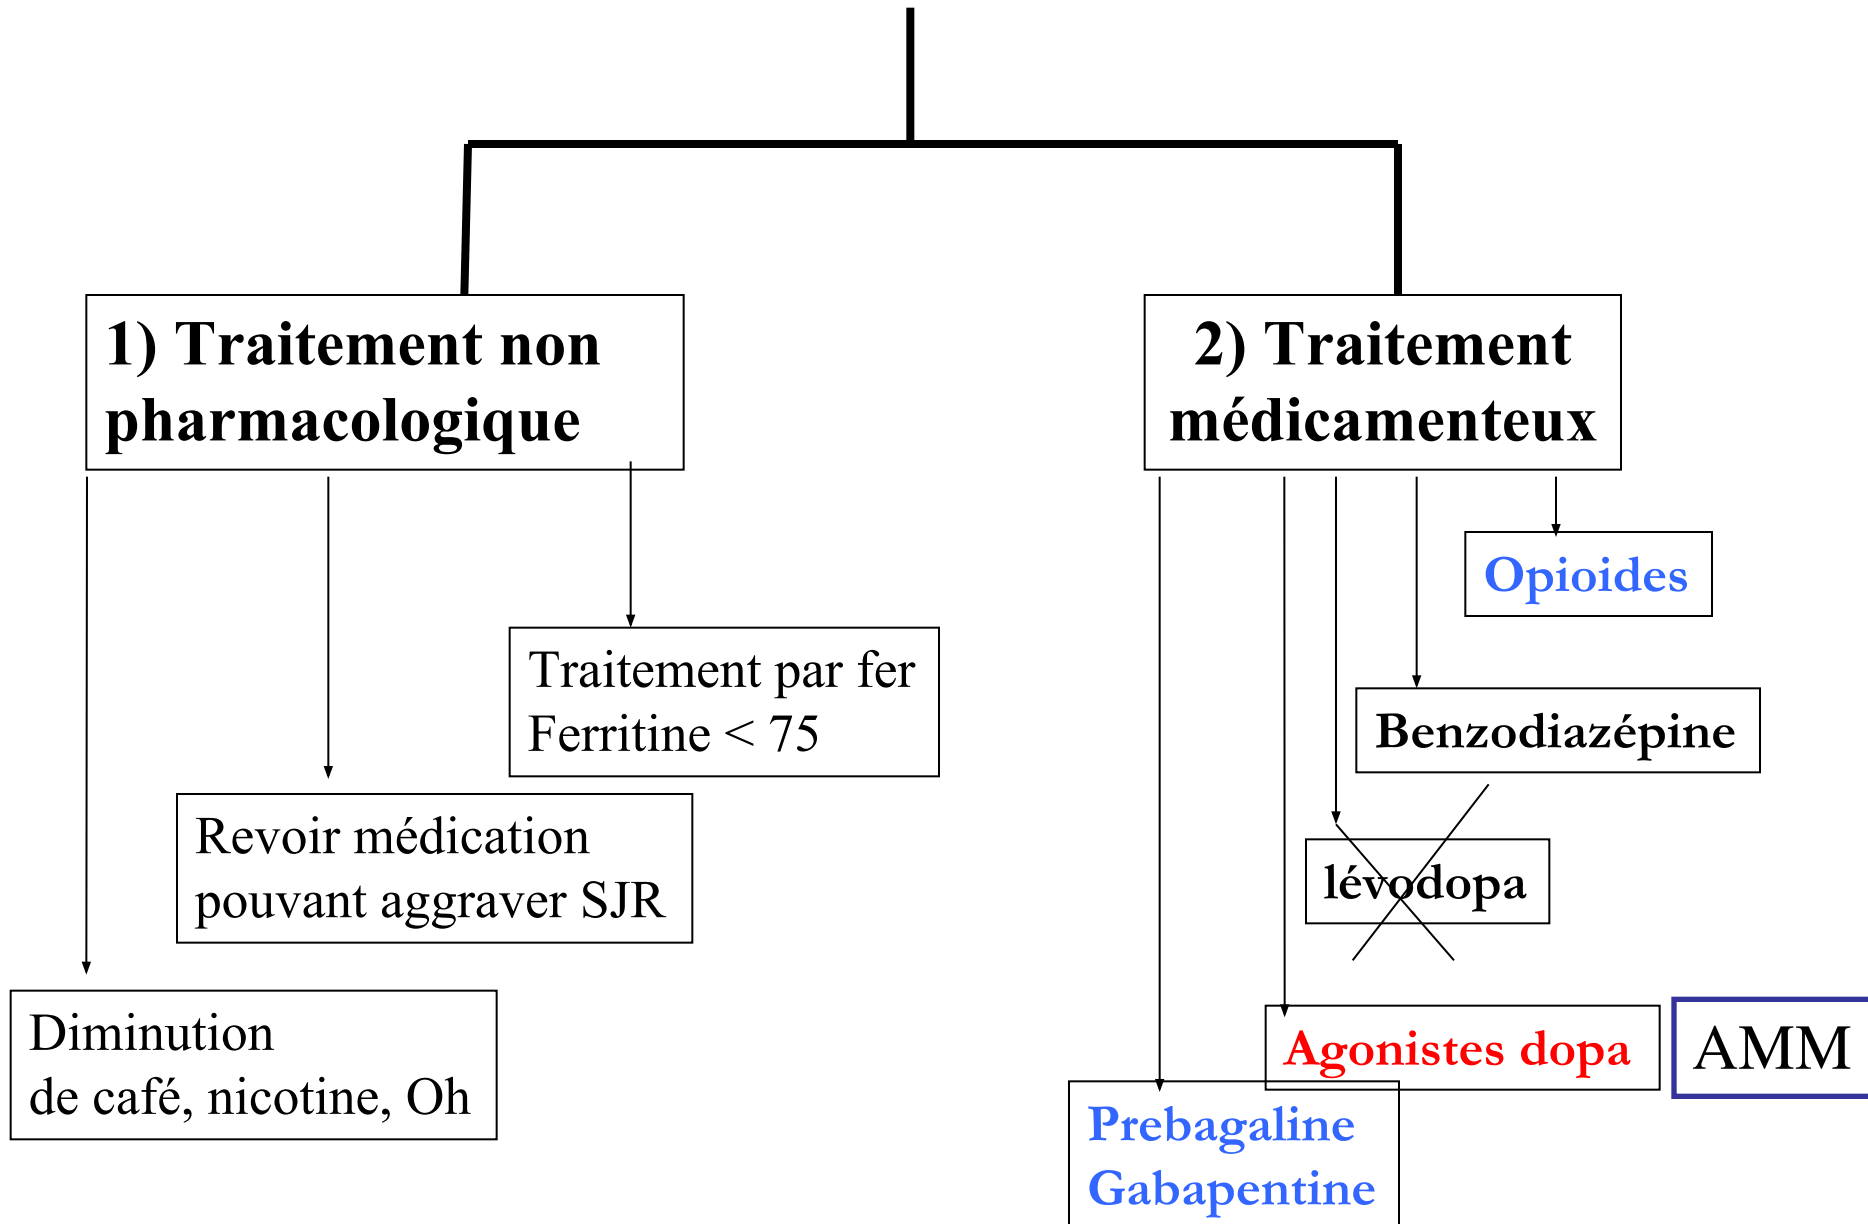 1) Traitement non
pharmacologique
2) Traitement
médicamenteux
Opioides
Traitement par fer
Ferritine < 75
Benzodiazépine
Revoir médication
pouvant aggraver SJR
lévodopa
Diminution
de café, nicotine, Oh
Agonistes dopa
AMM
Prebagaline
Gabapentine